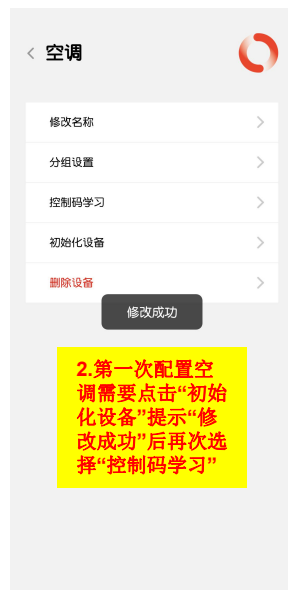 空调
修改名称
分组设置
控制码学习
初始化设备
删除设备
修改成功
2.第一次配置空
调需要点击“初始
化设备”提示“修
改成功”后再次选
择“控制码学习”